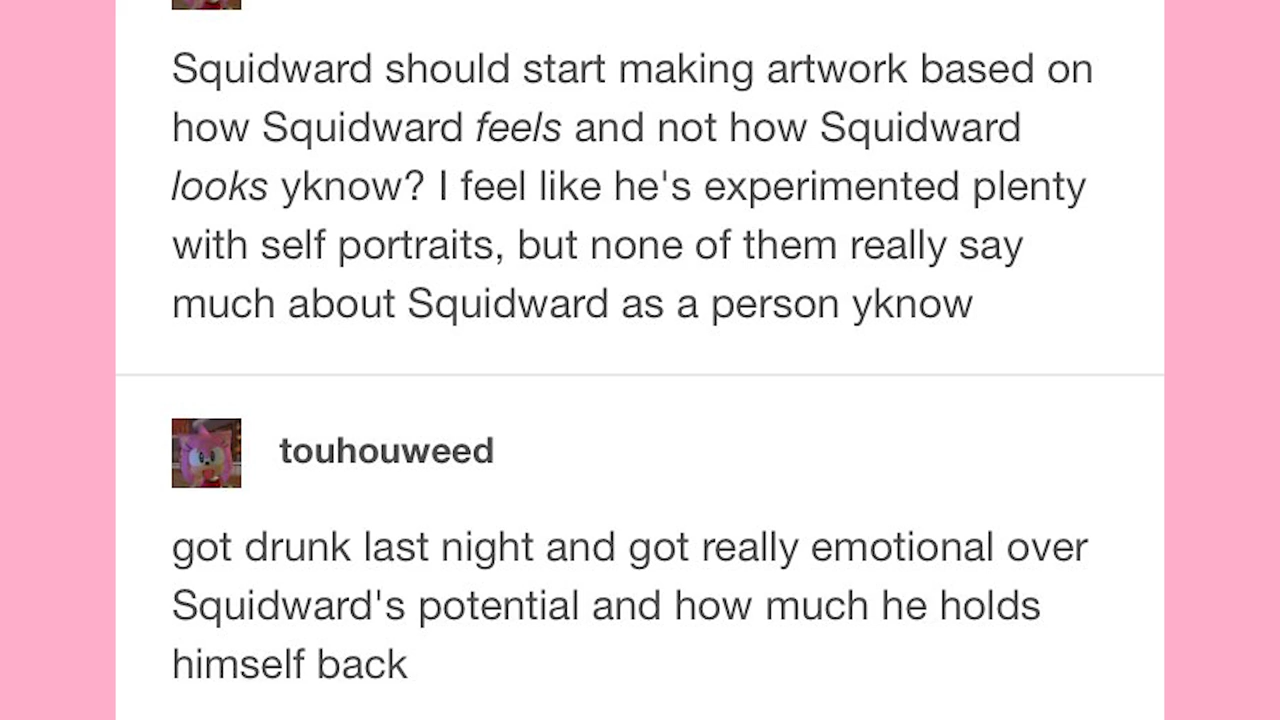 Squidward should start making artwork based on
how Squidward feels and not how Squidward
looks yknow? I feel like he's experimented plenty
with self portraits, but none of them really say
much about Squidward as a person yknow
touhouweed
got drunk last night and got really emotional over
Squidward's potential and how much he holds
himself back